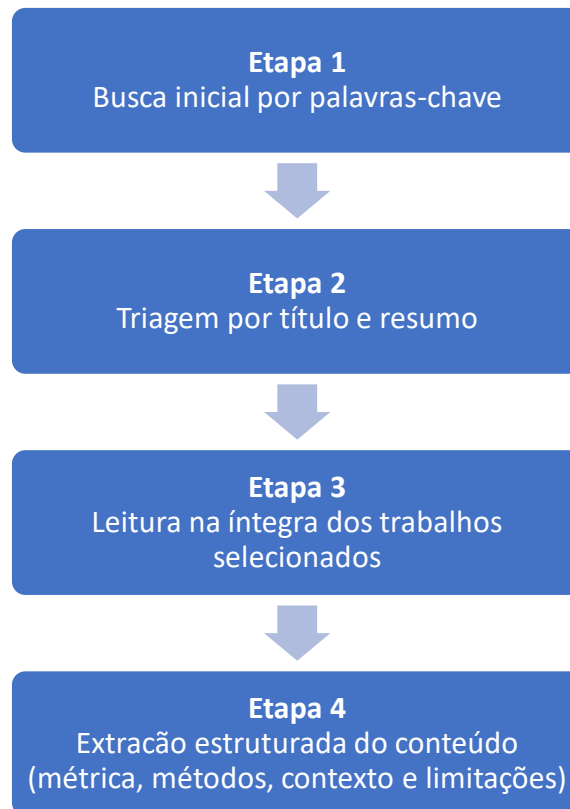 Etapa 1
Busca inicial por palavras-chave
Etapa 2
Triagem por título e resumo
Etapa 3
Leitura na íntegra dos trabalhos
selecionados
Etapa 4
Extracão estruturada do conteúdo
(métrica, métodos, contexto e limitações)